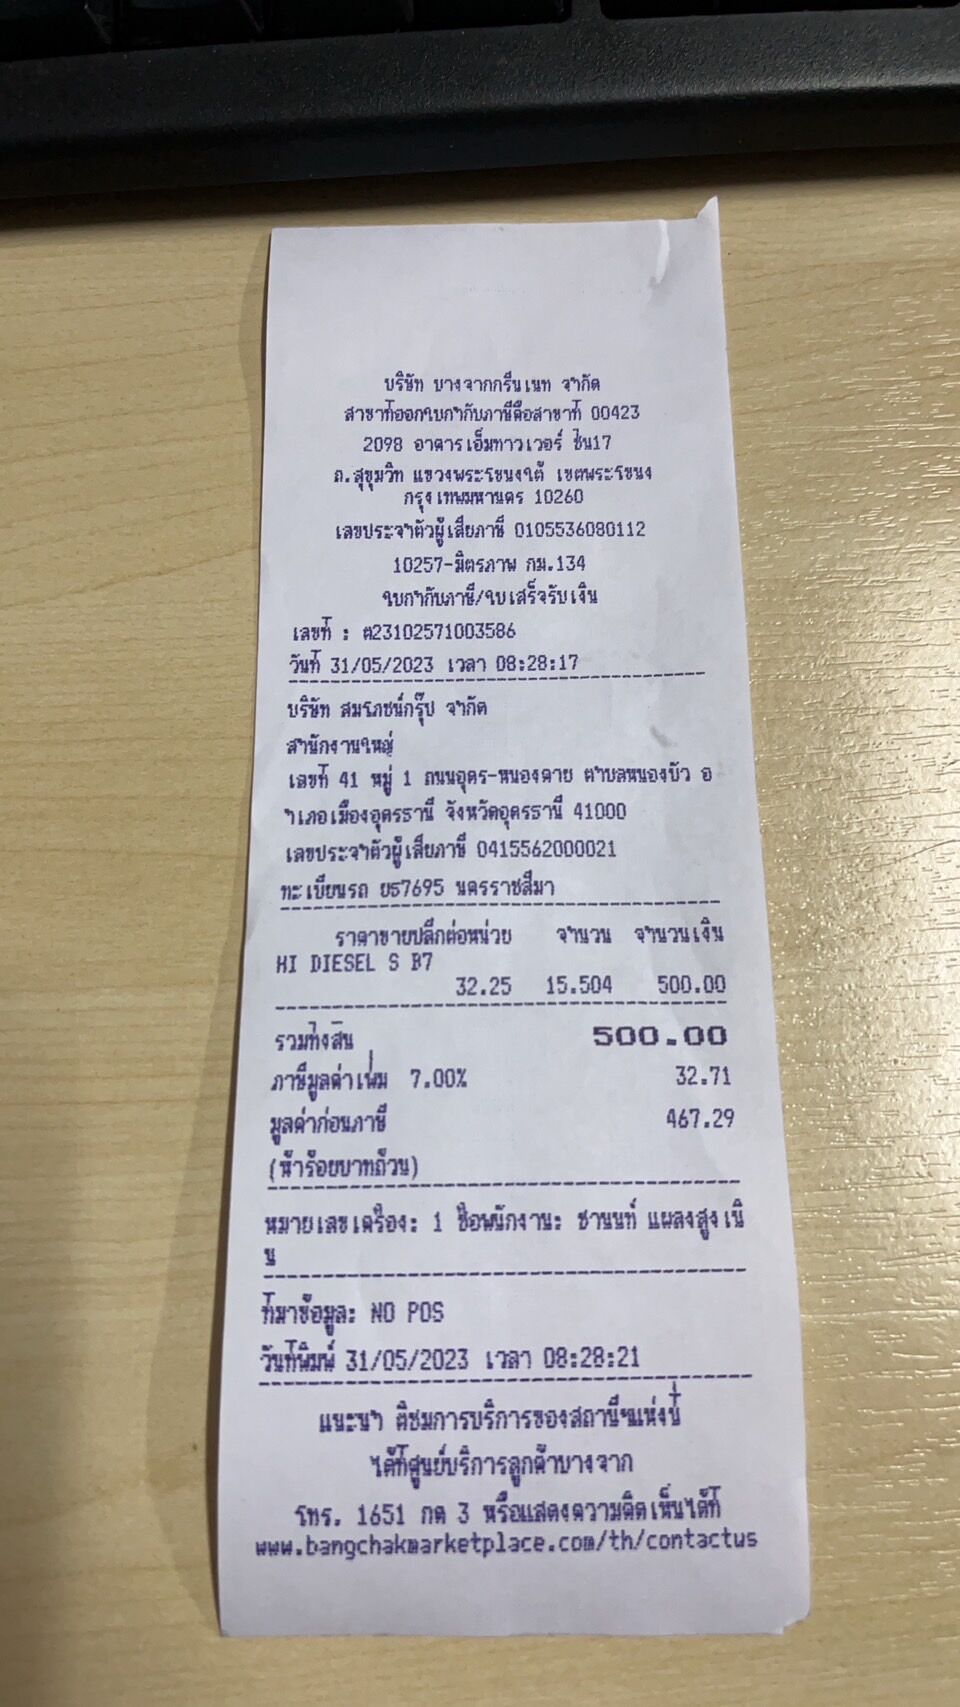 บริษัท บางจากกรีนเนท จำกัด
สาขาที่ออกใบกำกับภาษีคือสาขาที่ 00423
2098 อาคารเอ็มทาวเวอร์ ชั้น17
ถ.สุขุมวิท แขวงพระโขนงใต้ เขตพระโขนง
กรุงเทพมหานคร 10260
เลขประจำตัวผู้เสียภาษี 0105536080112
10257-มิตรภาพ กม.134
ใบกำกับภาษี/ใบเสร็จรับเงิน
เลขที่ : ต23102571003586
วันที่ 31/05/2023 เวลา 08:28:17
บริษัท สมโภชน์กรุ๊ป จำกัด
สำนักงานใหญ่
เลขที่ 41 หมู่ 1 ถนนอุดร-หนองคาย ตำบลหนองบัว อ
ำเภอเมืองอุดรธานี จังหวัดอุดรธานี 41000
เลขประจำตัวผู้เสียภาษี 0415562000021
ทะเบียนรถ ยธ7695 นครราชสีมา
ราคาขายปลีกต่อหน่วย จำนวน จำนวนเงิน
HI DIESEL S B7
32.25 15.504 500.00
รวมทั้งสิ้น 500.00
ภาษีมูลค่าเพิ่ม 7.00% 32.71
มูลค่าก่อนภาษี 467.29
(ห้าร้อยบาทถ้วน)
หมายเลขเครื่อง: 1 ชื่อพนักงาน: ชานนท์ แผลงสูงเนิ
น
ที่มาข้อมูล: NO POS
วันที่พิมพ์ 31/05/2023 เวลา 08:28:21
แนะนำ ติชมการบริการของสถานีฯแห่งนี้
ได้ที่ศูนย์บริการลูกค้าบางจาก
โทร. 1651 กด 3 หรือแสดงความคิดเห็นได้ที่
www.bangchakmarketplace.com/th/contactus